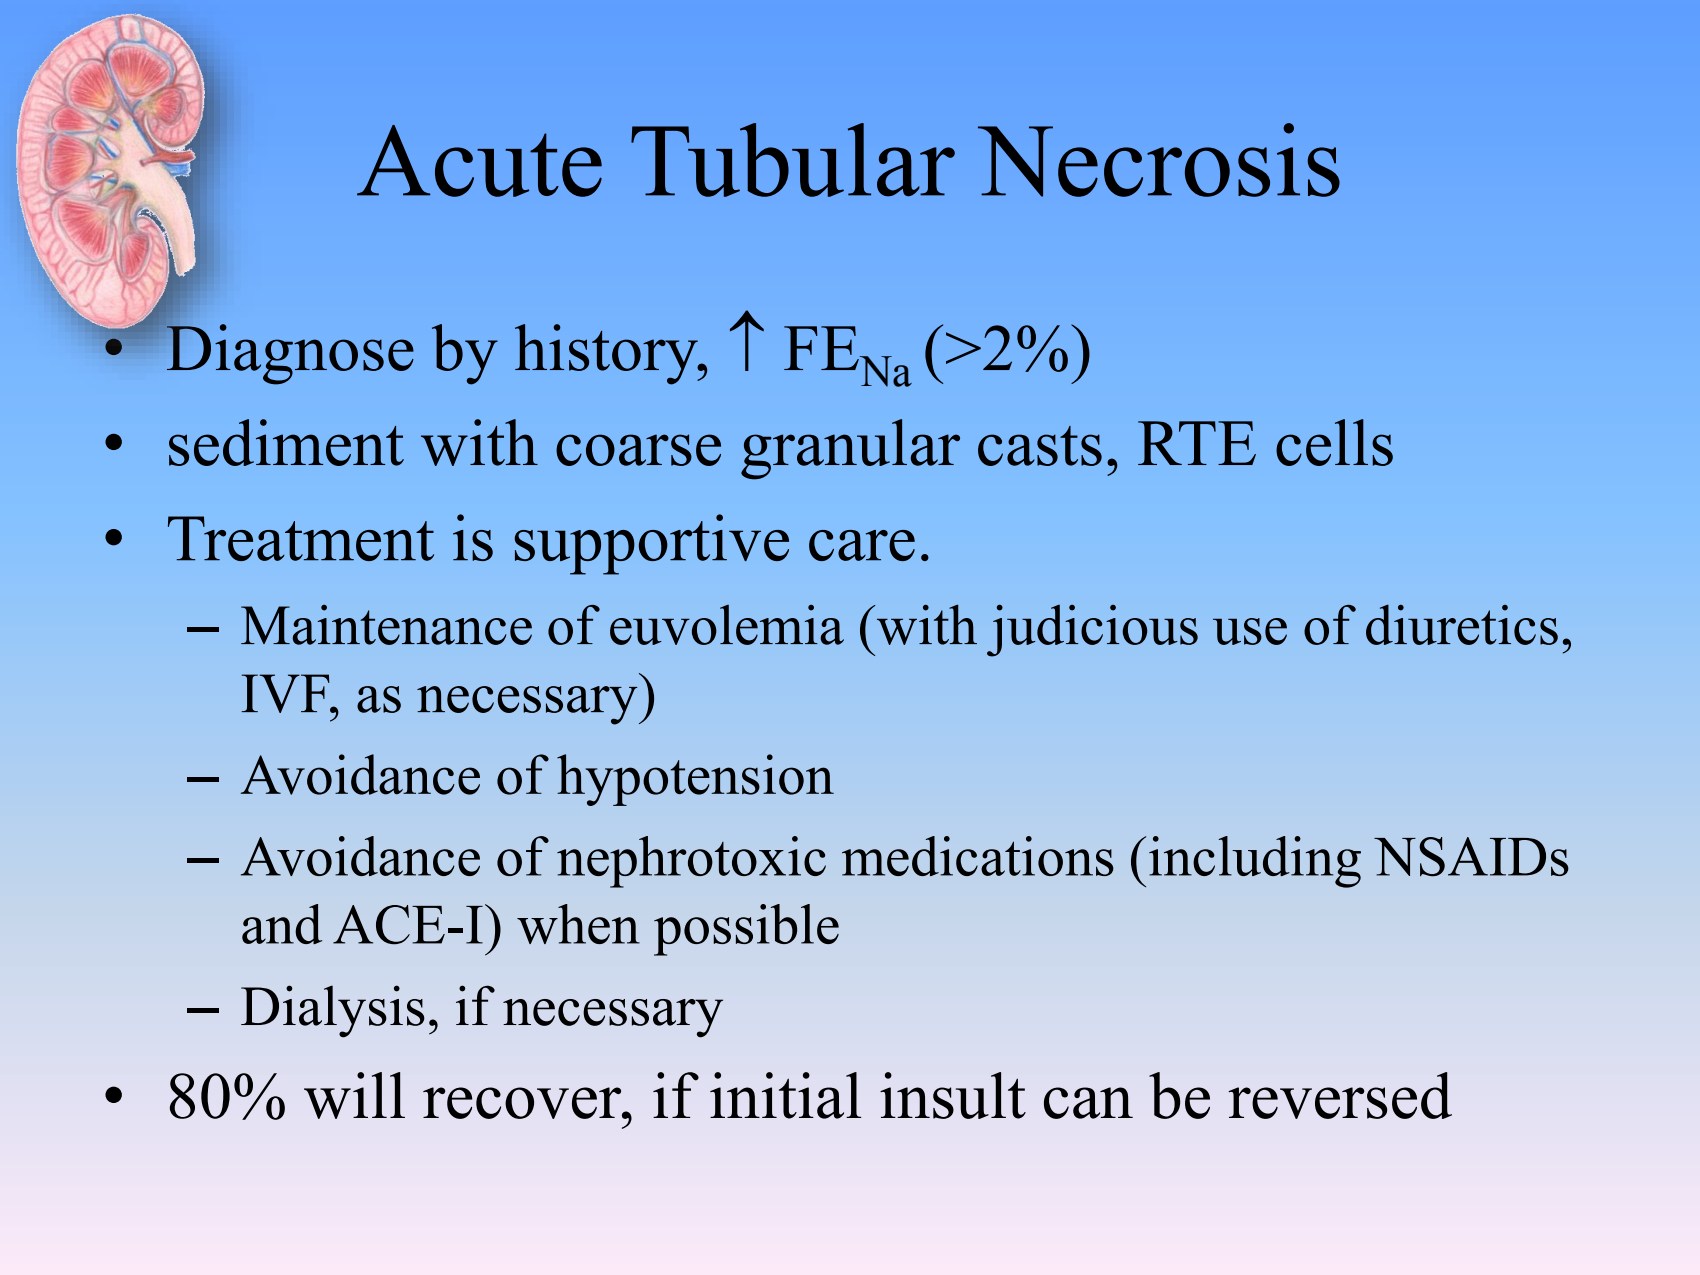 Acute Tubular Necrosis
• Diagnose by history, ↑ FENa (>2%)
• sediment with coarse granular casts, RTE cells
• Treatment is supportive care.
– Maintenance of euvolemia (with judicious use of diuretics,
IVF, as necessary)
– Avoidance of hypotension
– Avoidance of nephrotoxic medications (including NSAIDs
and ACE-I) when possible
– Dialysis, if necessary
• 80% will recover, if initial insult can be reversed